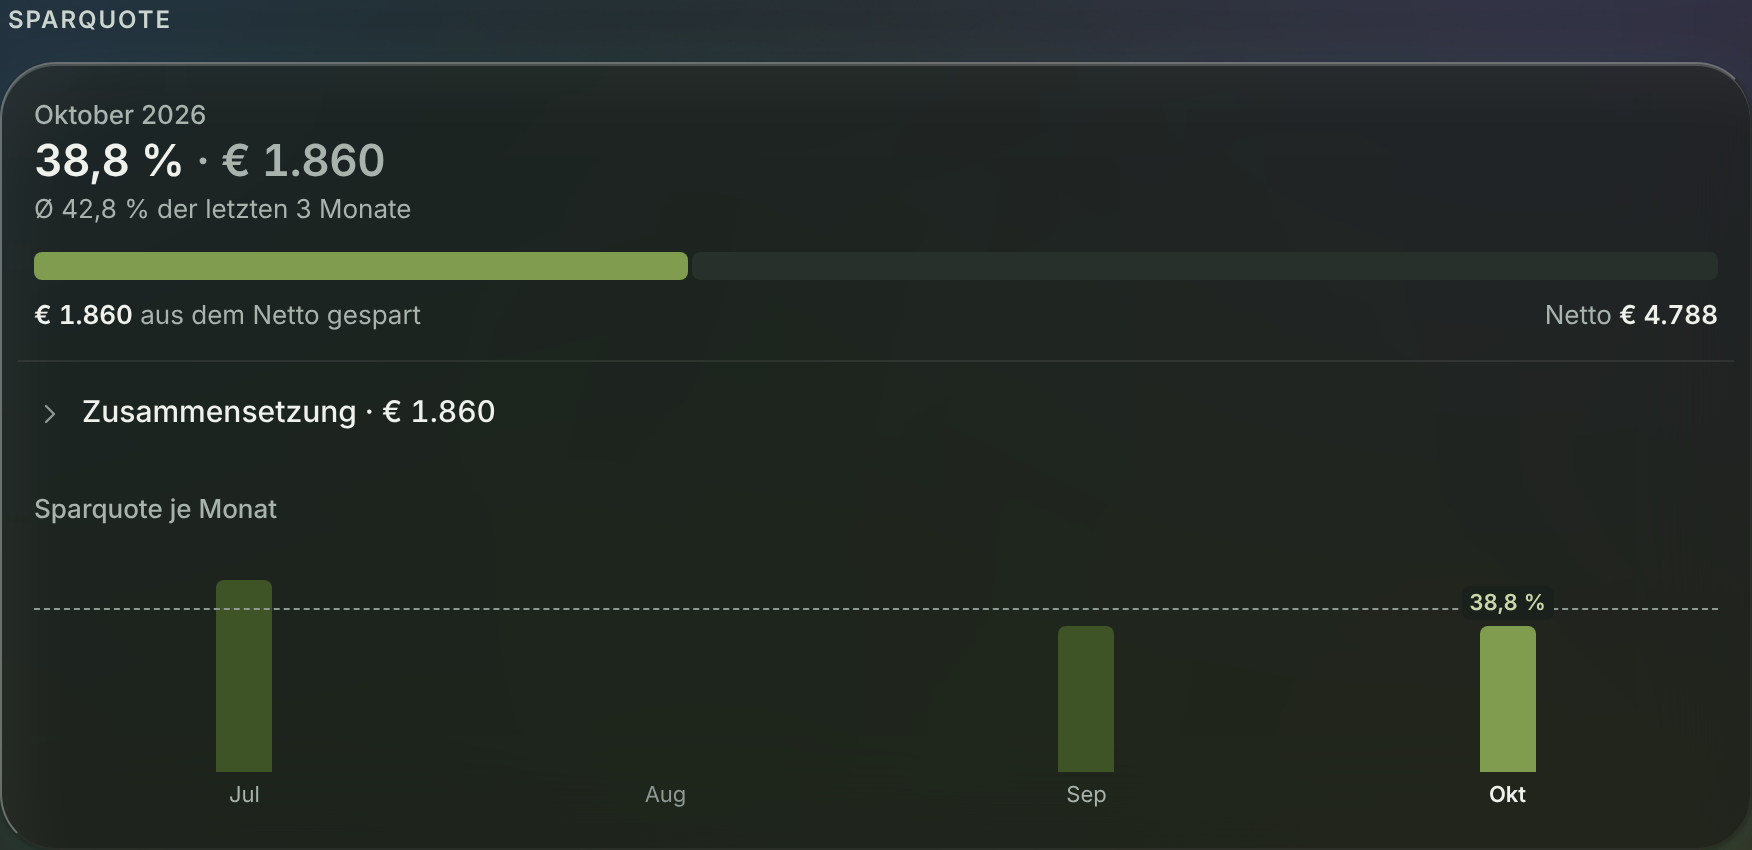 SPARQUOTE
Oktober 2026
38,8 % · € 1.860
Ø 42,8 % der letzten 3 Monate
€ 1.860 aus dem Netto gespart
Netto € 4.788
Zusammensetzung · € 1.860
Sparquote je Monat
38,8 %
Jul
Aug
Sep
Okt